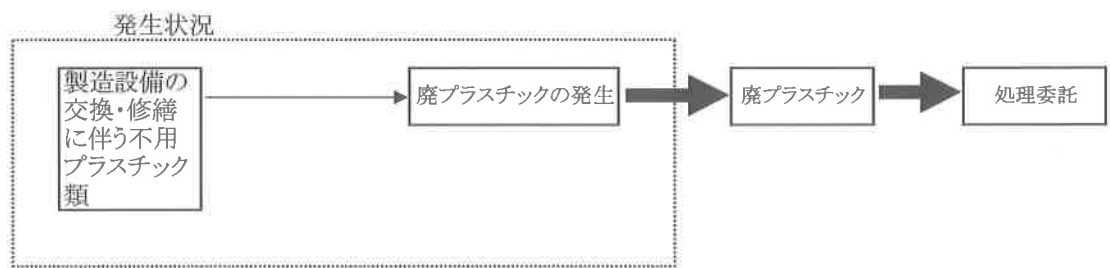 発生状況
製造設備の
交換・修繕
に伴う不用
プラスチック
類
廃プラスチックの発生
廃プラスチック
処理委託